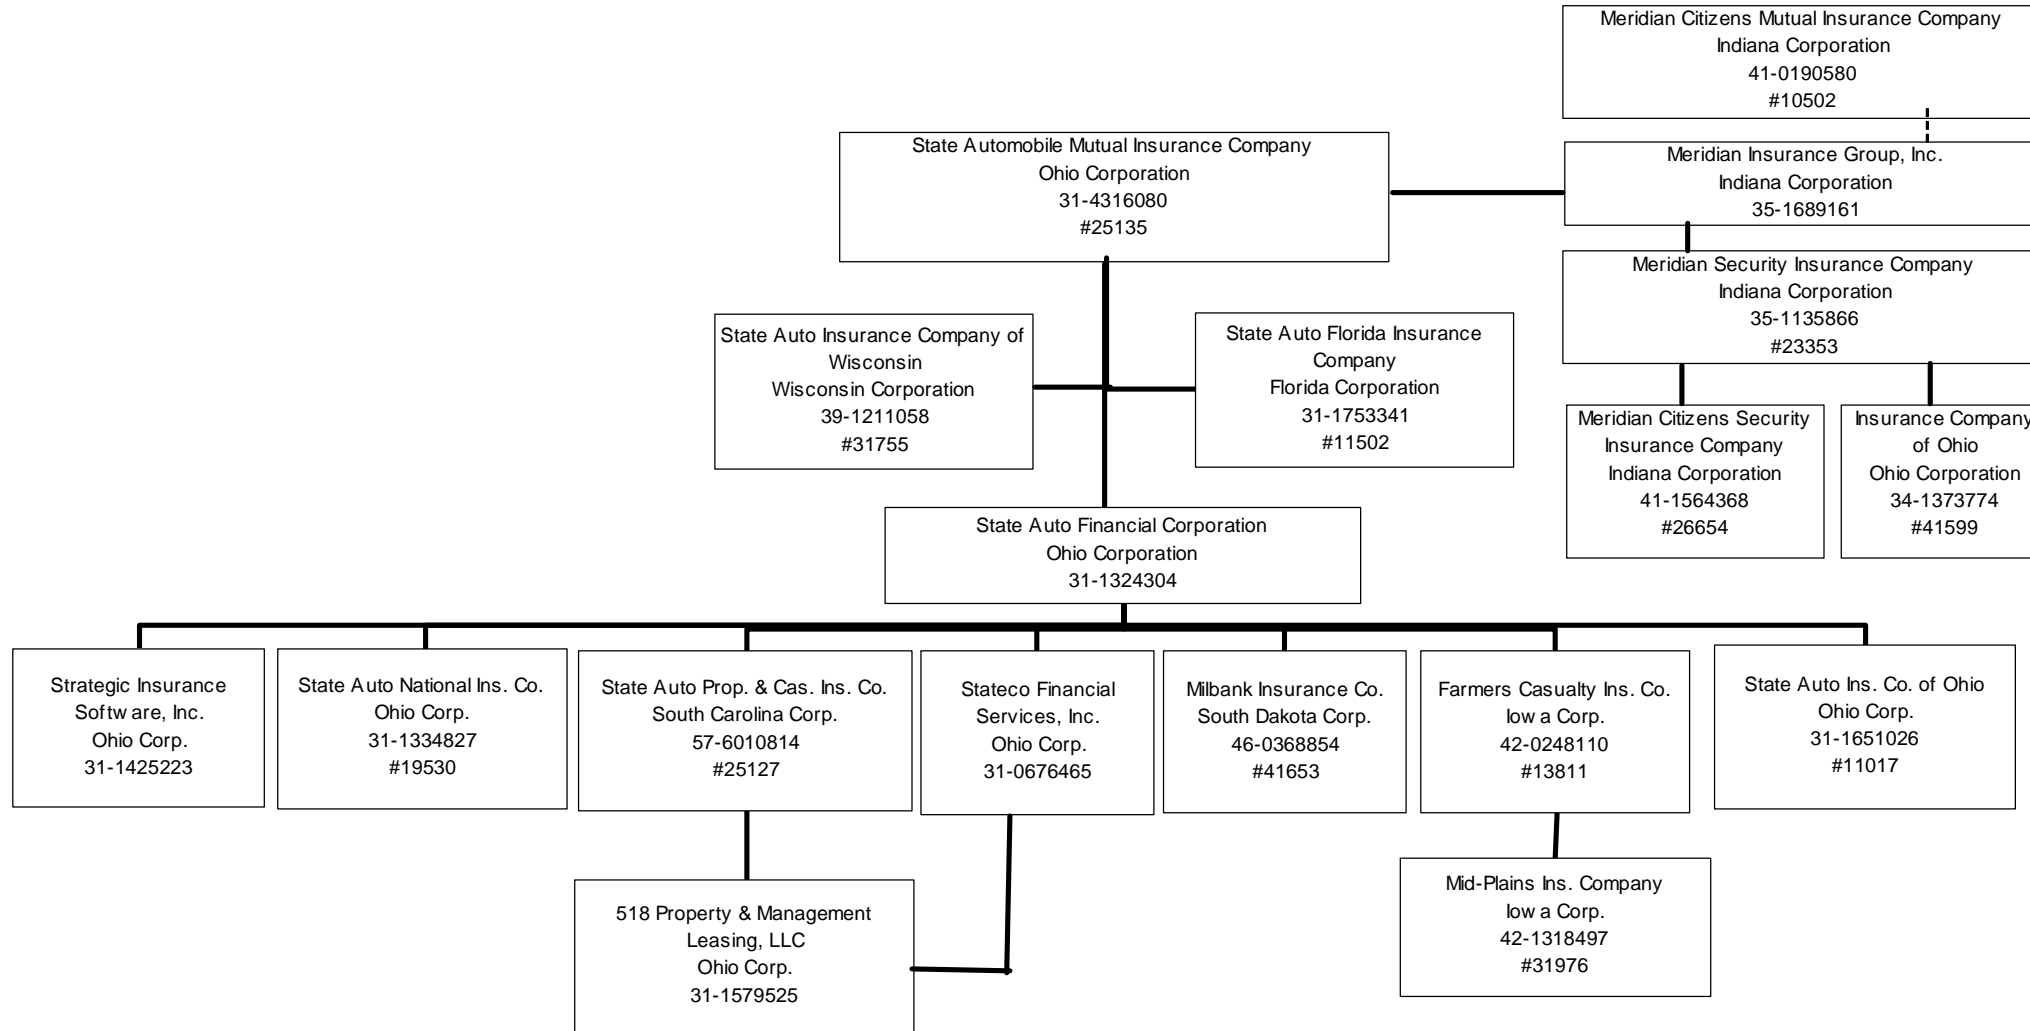 Meridian Citizens Mutual Insurance Company
Indiana Corporation
41-0190580
#10502
State Automobile Mutual Insurance Company
Ohio Corporation
31-4316080
#25135
Meridian Insurance Group, Inc.
Indiana Corporation
35-1689161
Meridian Security Insurance Company
Indiana Corporation
35-1135866
#23353
State Auto Insurance Company of
Wisconsin
Wisconsin Corporation
39-1211058
#31755
State Auto Florida Insurance
Company
Florida Corporation
31-1753341
#11502
Meridian Citizens Security
Insurance Company
Indiana Corporation
41-1564368
#26654
Insurance Company
of Ohio
Ohio Corporation
34-1373774
#41599
State Auto Financial Corporation
Ohio Corporation
31-1324304
Strategic Insurance
Software, Inc.
Ohio Corp.
31-1425223
State Auto National Ins. Co.
Ohio Corp.
31-1334827
#19530
State Auto Prop. & Cas. Ins. Co.
South Carolina Corp.
57-6010814
#25127
Stateco Financial
Services, Inc.
Ohio Corp.
31-0676465
Milbank Insurance Co.
South Dakota Corp.
46-0368854
#41653
Farmers Casualty Ins. Co.
Iowa Corp.
42-0248110
#13811
State Auto Ins. Co. of Ohio
Ohio Corp.
31-1651026
#11017
518 Property & Management
Leasing, LLC
Ohio Corp.
31-1579525
Mid-Plains Ins. Company
Iowa Corp.
42-1318497
#31976